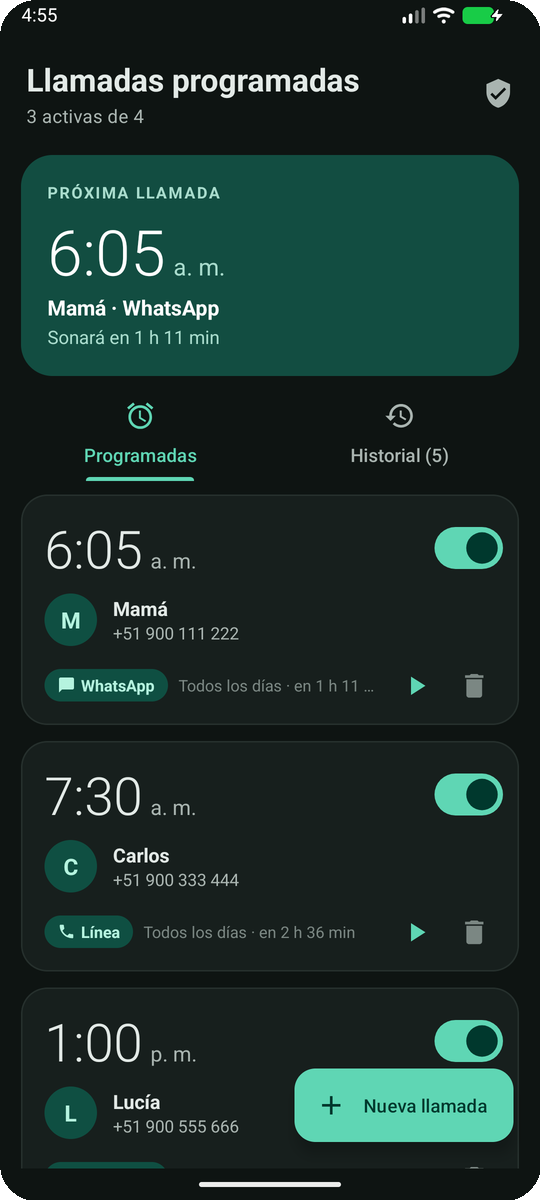 4:55
Llamadas programadas
3 activas de 4
PRÓXIMA LLAMADA
6:05 a. m.
Mamá · WhatsApp
Sonará en 1 h 11 min
Programadas
Historial (5)
6:05 a. m.
M
Mamá
+51 900 111 222
WhatsApp
Todos los días · en 1 h 11 ...
7:30 a. m.
C
Carlos
+51 900 333 444
Línea
Todos los días · en 2 h 36 min
1:00 p. m.
L
Lucía
+51 900 555 666
+ Nueva llamada